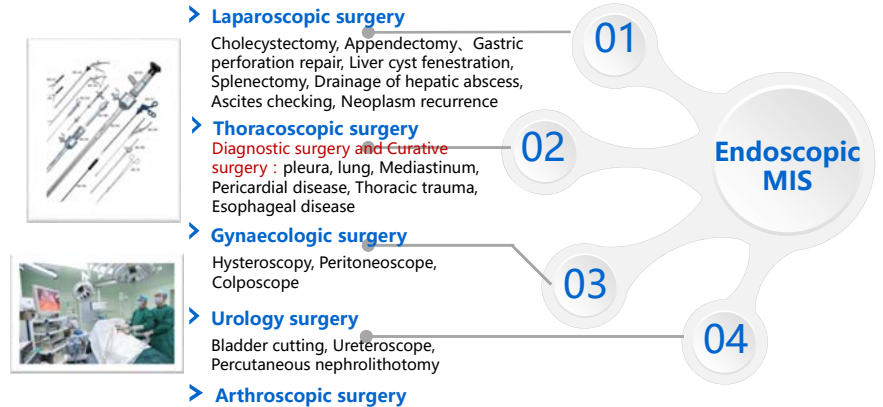 Laparoscopic surgery
Cholecystectomy, Appendectomy、Gastric
perforation repair, Liver cyst fenestration,
Splenectomy, Drainage of hepatic abscess,
Ascites checking, Neoplasm recurrence
Thoracoscopic surgery
Diagnostic surgery and Curative
surgery：pleura, lung, Mediastinum,
Pericardial disease, Thoracic trauma,
Esophageal disease
Gynaecologic surgery
Hysteroscopy, Peritoneoscope,
Colposcope
Urology surgery
Bladder cutting, Ureteroscope,
Percutaneous nephrolithotomy
Arthroscopic surgery
01
02
03
04
Endoscopic
MIS